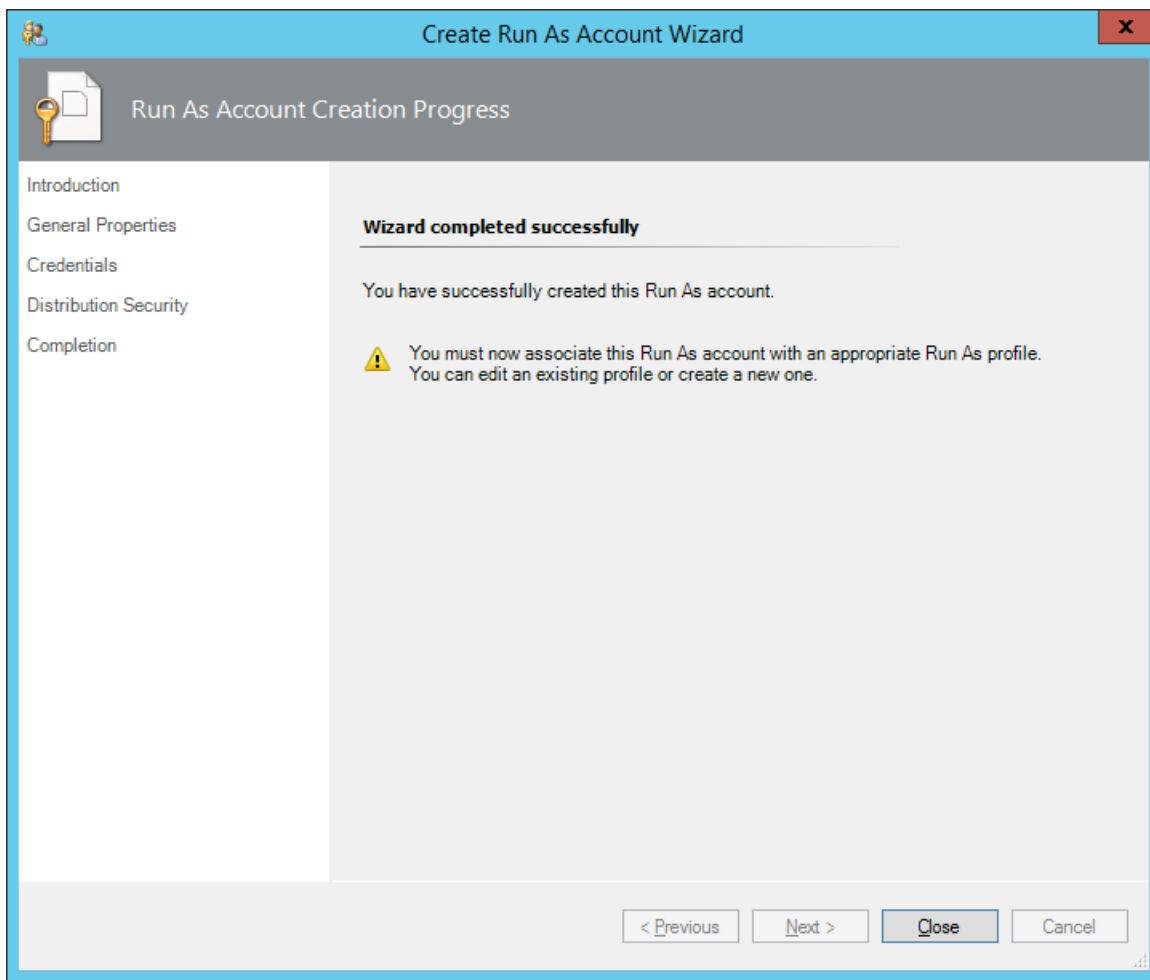 Create Run As Account Wizard
x
Run As Account Creation Progress
Introduction
General Properties
Credentials
Distribution Security
Completion
Wizard completed successfully
You have successfully created this Run As account.
You must now associate this Run As account with an appropriate Run As profile.
You can edit an existing profile or create a new one.
< Previous
Next >
Close
Cancel